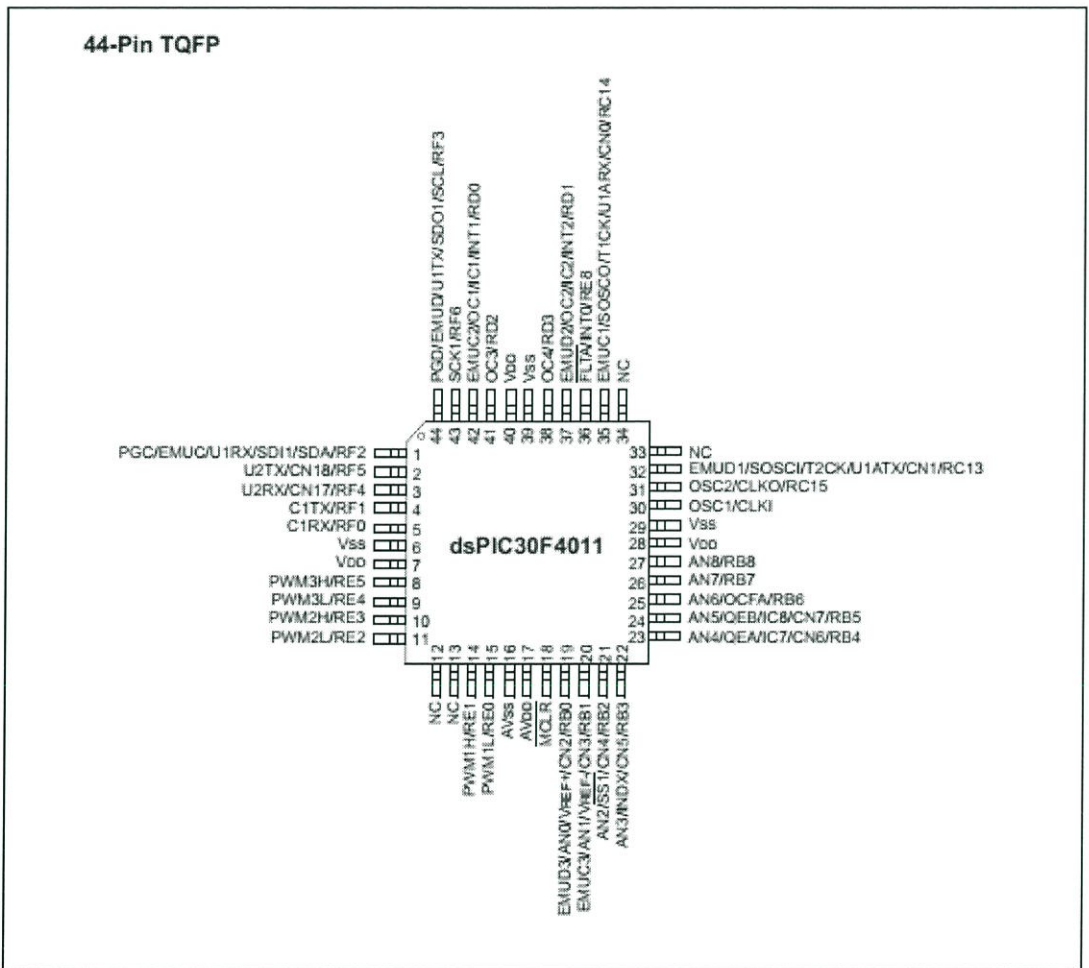 44-Pin TQFP
PGD/EMUD/U1TX/SDO1/SCL/RF3
SCK1/RF6
EMUC2/OC1/IC1/INT1/RD0
OC3/RD2
VDD
VSS
OC4/RD3
EMUD2/OC2/IC2/INT2/RD1
FLTA/INT0/RE8
EMUC1/SOSCO/T1CK/U1ARX/CN0/RC14
NC
44 43 42 41 40 39 38 37 36 35 34
PGC/EMUC/U1RX/SDI1/SDA/RF2 1
U2TX/CN18/RF5 2
U2RX/CN17/RF4 3
C1TX/RF1 4
C1RX/RF0 5
VSS 6
VDD 7
PWM3H/RE5 8
PWM3L/RE4 9
PWM2H/RE3 10
PWM2L/RE2 11
dsPIC30F4011
33 NC
32 EMUD1/SOSCI/T2CK/U1ATX/CN1/RC13
31 OSC2/CLKO/RC15
30 OSC1/CLKI
29 VSS
28 VDD
27 AN8/RB8
26 AN7/RB7
25 AN6/OCFA/RB6
24 AN5/QEB/IC8/CN7/RB5
23 AN4/QEA/IC7/CN6/RB4
12 13 14 15 16 17 18 19 20 21 22
NC
NC
PWM1H/RE1
PWM1L/RE0
AVSS
AVDD
MCLR
EMUD3/AN0/VREF+/CN2/RB0
EMUC3/AN1/VREF-/CN3/RB1
AN2/SS1/CN4/RB2
AN3/INDX/CN5/RB3